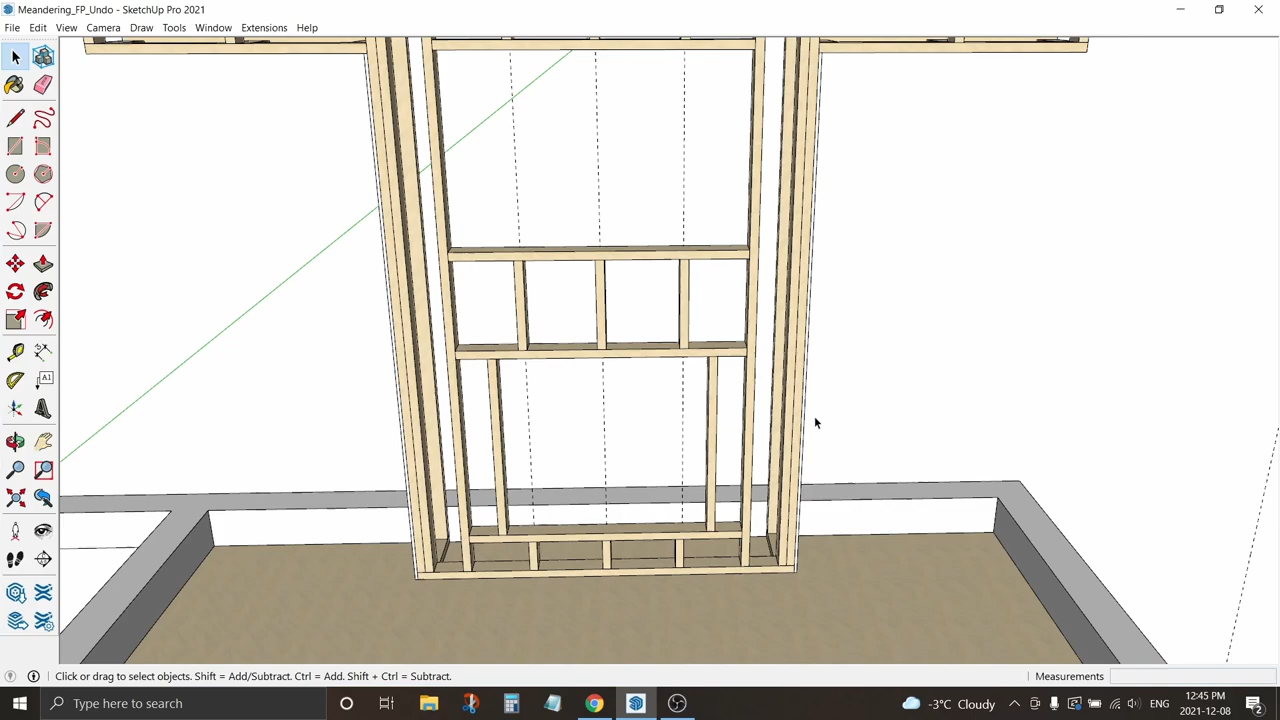 Meandering_FP_Undo - SketchUp Pro 2021
File Edit View Camera Draw Tools Window Extensions Help
A1
Click or drag to select objects. Shift = Add/Subtract. Ctrl = Add. Shift + Ctrl = Subtract.
Measurements
Type here to search
-3°C Cloudy
ENG
12:45 PM
2021-12-08
2